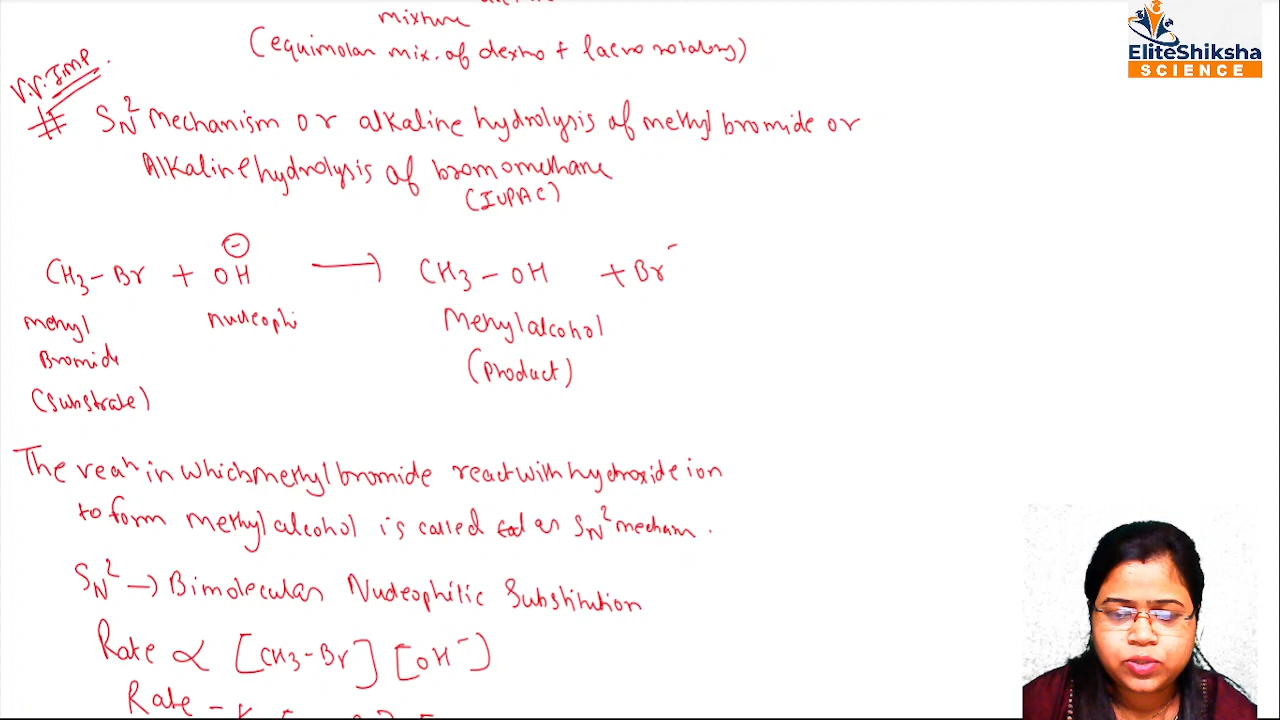 mixture
(equimolar mix. of dextro + laevo rotatory)
EliteShiksha
SCIENCE
V.V. Imp.
# SN2 Mechanism or alkaline hydrolysis of methyl bromide or
Alkaline hydrolysis of bromomethane
(IUPAC)
CH3 - Br + OH⊖ → CH3 - OH + Br⁻
Methyl nucleophi Methyl alcohol
Bromide (Product)
(Substrate)
The rean in which methyl bromide react with hydroxide ion
to form methyl alcohol is called as SN2 mecham.
SN2 → Bimolecular Nucleophilic Substitution
Rate ∝ [CH3-Br] [OH⁻]
Rate = K